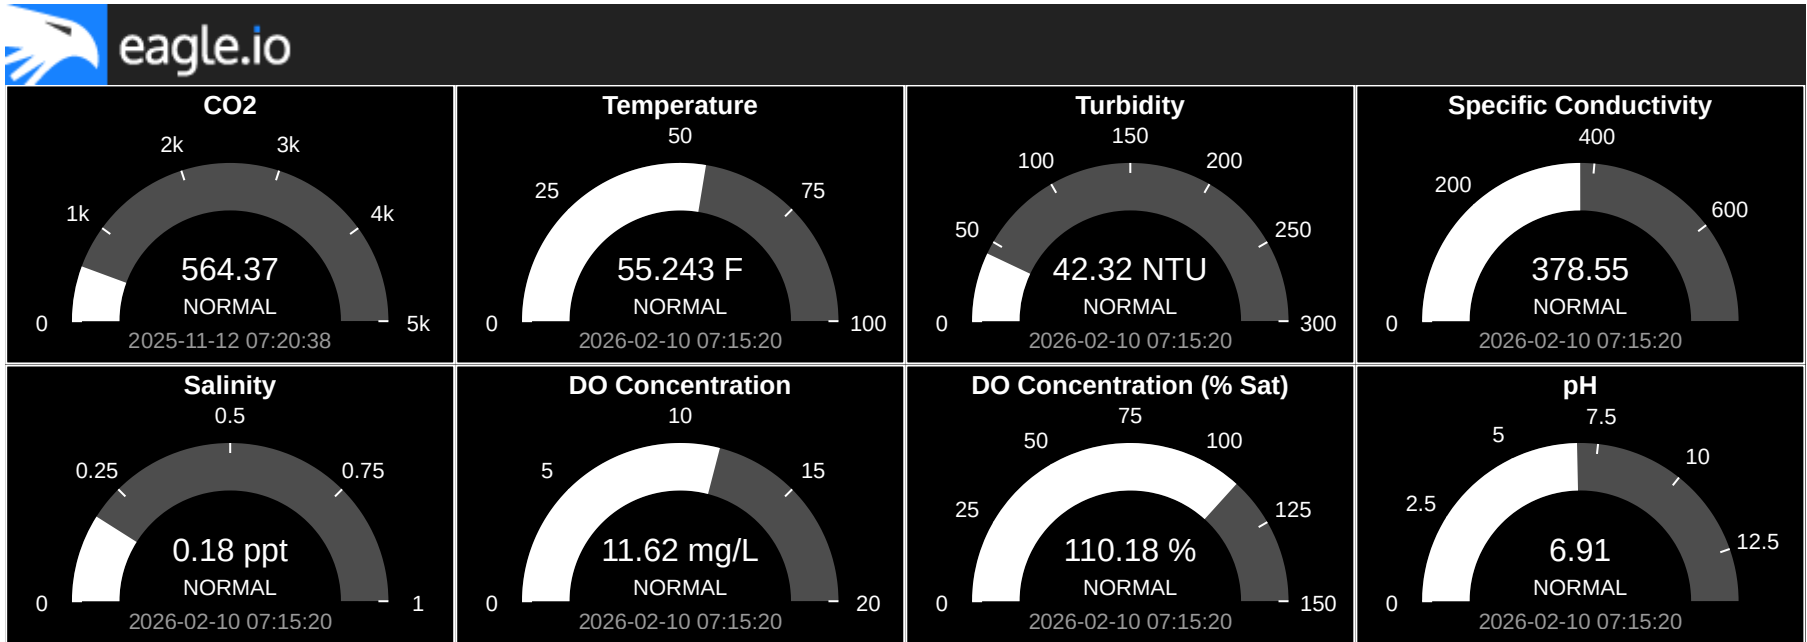 eagle.io
CO2
0
1k
2k
3k
4k
5k
564.37
NORMAL
2025-11-12 07:20:38
Temperature
0
25
50
75
100
55.243 F
NORMAL
2026-02-10 07:15:20
Turbidity
0
50
100
150
200
250
300
42.32 NTU
NORMAL
2026-02-10 07:15:20
Specific Conductivity
0
200
400
600
378.55
NORMAL
2026-02-10 07:15:20
Salinity
0
0.25
0.5
0.75
1
0.18 ppt
NORMAL
2026-02-10 07:15:20
DO Concentration
0
5
10
15
20
11.62 mg/L
NORMAL
2026-02-10 07:15:20
DO Concentration (% Sat)
0
25
50
75
100
125
150
110.18 %
NORMAL
2026-02-10 07:15:20
pH
0
2.5
5
7.5
10
12.5
6.91
NORMAL
2026-02-10 07:15:20